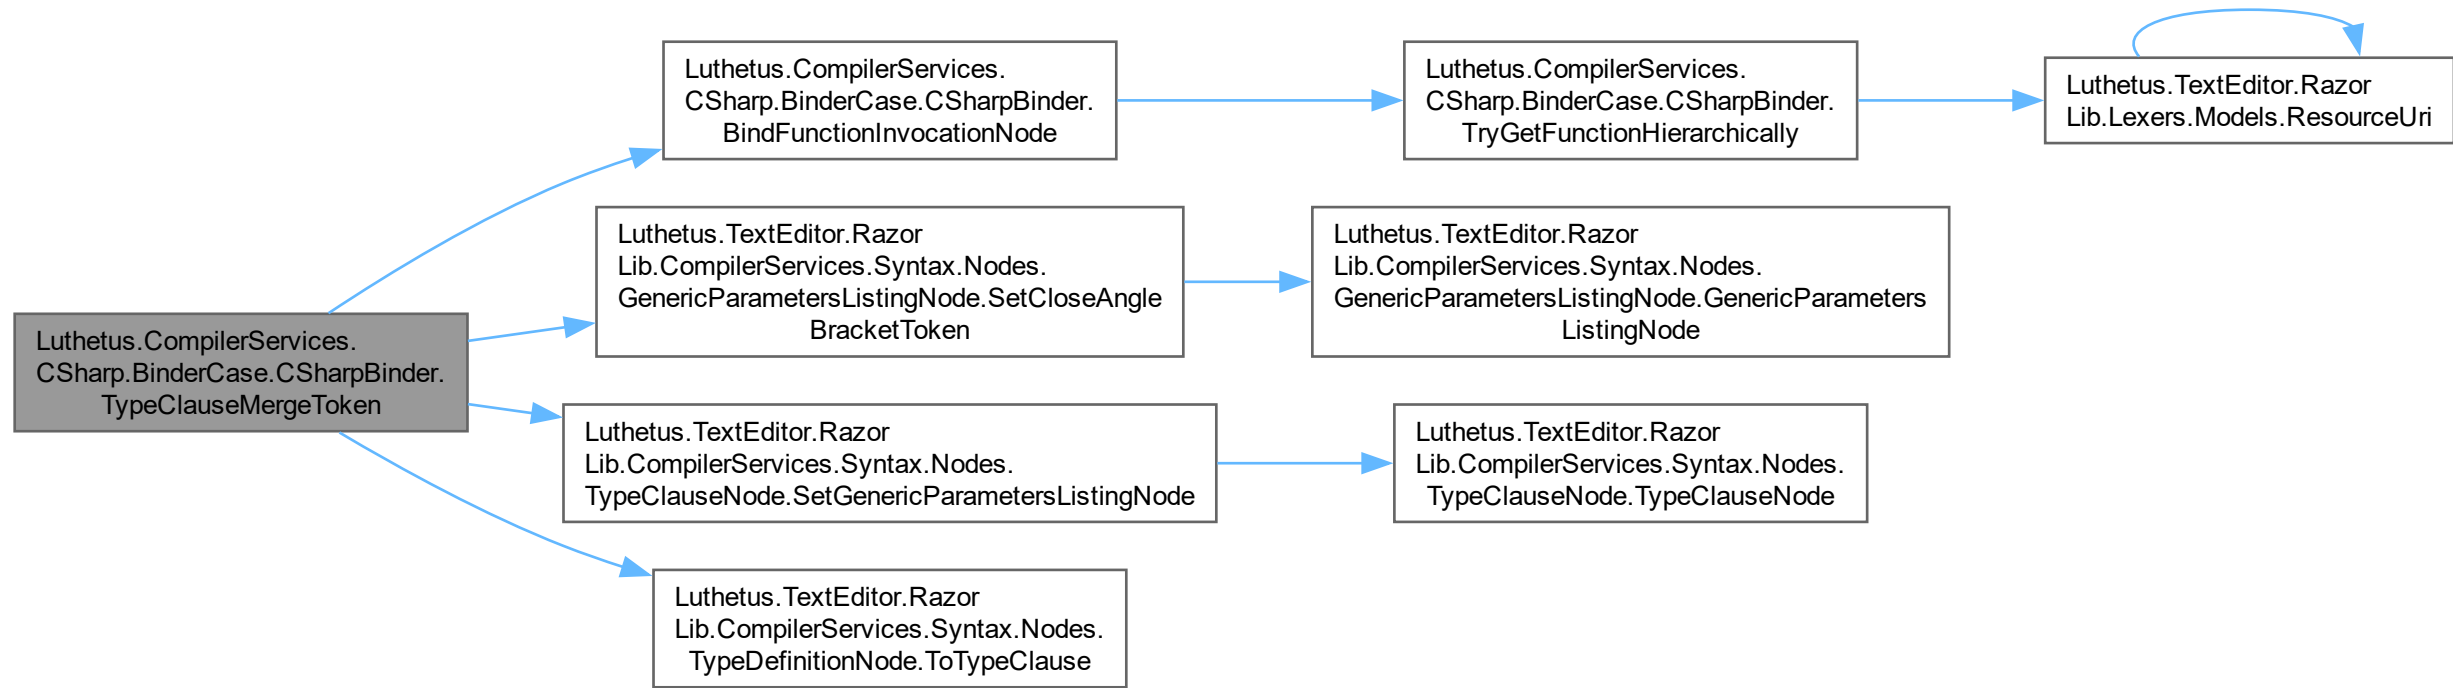 Luthetus.CompilerServices.
CSharp.BinderCase.CSharpBinder.
TypeClauseMergeToken
Luthetus.CompilerServices.
CSharp.BinderCase.CSharpBinder.
BindFunctionInvocationNode
Luthetus.CompilerServices.
CSharp.BinderCase.CSharpBinder.
TryGetFunctionHierarchically
Luthetus.TextEditor.Razor
Lib.Lexers.Models.ResourceUri
Luthetus.TextEditor.Razor
Lib.CompilerServices.Syntax.Nodes.
GenericParametersListingNode.SetCloseAngle
BracketToken
Luthetus.TextEditor.Razor
Lib.CompilerServices.Syntax.Nodes.
GenericParametersListingNode.GenericParameters
ListingNode
Luthetus.TextEditor.Razor
Lib.CompilerServices.Syntax.Nodes.
TypeClauseNode.SetGenericParametersListingNode
Luthetus.TextEditor.Razor
Lib.CompilerServices.Syntax.Nodes.
TypeClauseNode.TypeClauseNode
Luthetus.TextEditor.Razor
Lib.CompilerServices.Syntax.Nodes.
TypeDefinitionNode.ToTypeClause